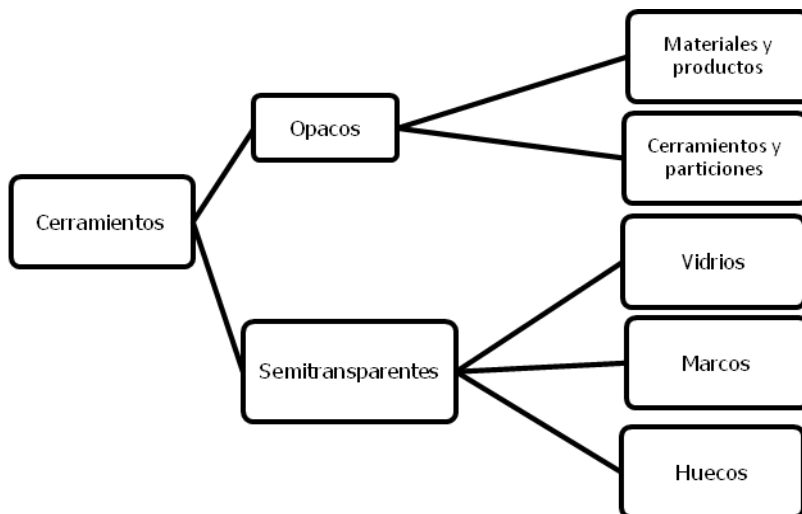 Materiales y
productos
Opacos
Cerramientos y
particiones
Cerramientos
Vidrios
Semitransparentes
Marcos
Huecos